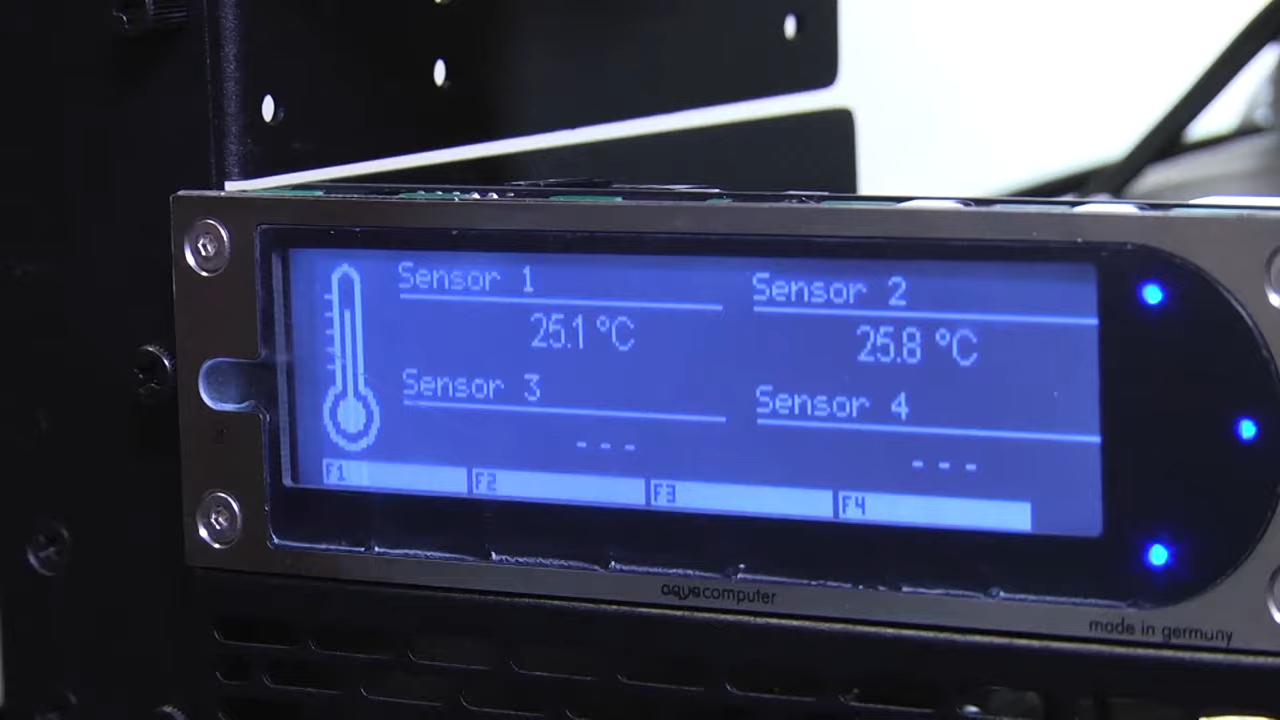 Sensor 1
Sensor 2
25.1 °C
25.8 °C
Sensor 3
Sensor 4
---
---
F1
F2
F3
F4
aquacomputer
made in germany